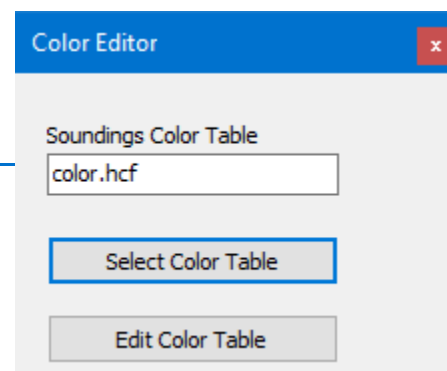 Color Editor
x
Soundings Color Table
color.hcf
Select Color Table
Edit Color Table